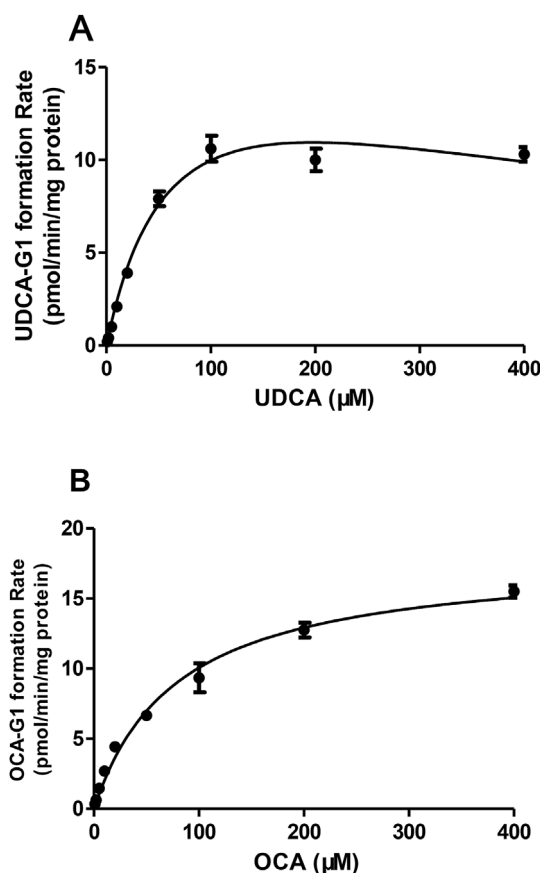 A
UDCA-G1 formation Rate
(pmol/min/mg protein)
15
10
5
0
0
100
200
300
400
UDCA (µM)
B
OCA-G1 formation Rate
(pmol/min/mg protein)
20
15
10
5
0
0
100
200
300
400
OCA (µM)